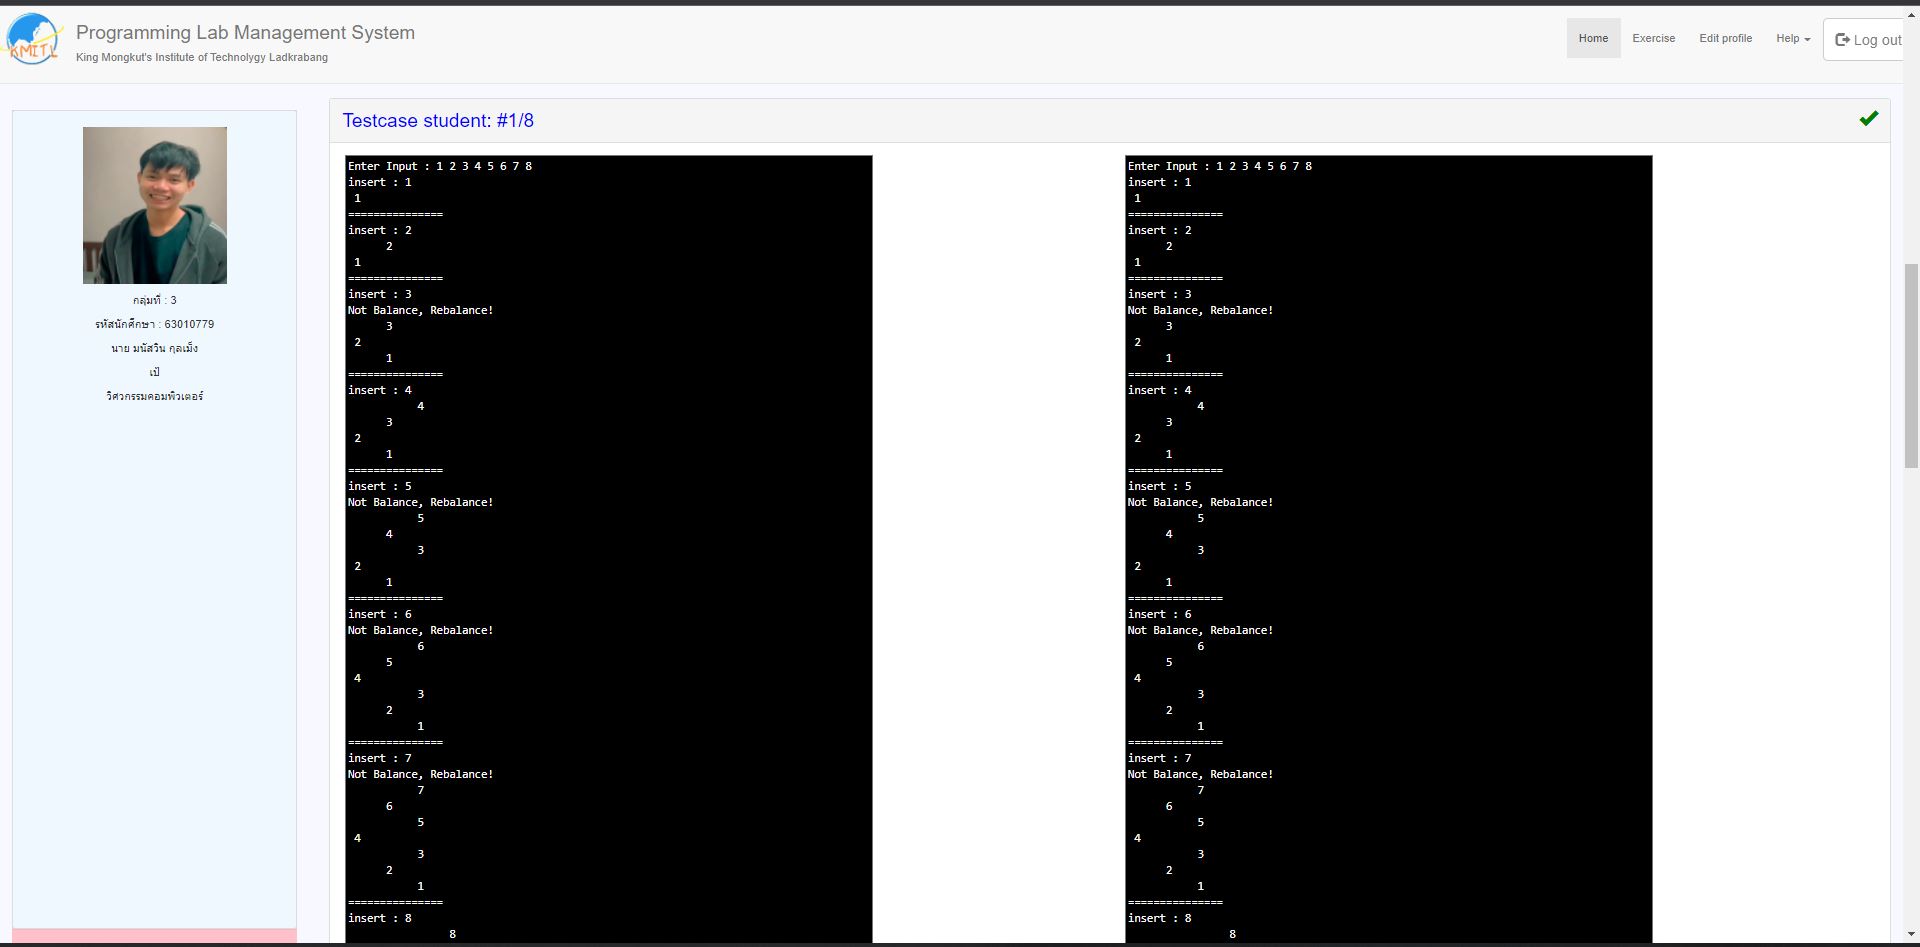 KMITL
Programming Lab Management System
King Mongkut's Institute of Technolygy Ladkrabang
Home
Exercise
Edit profile
Help
Log out
กลุ่มที่ : 3
รหัสนักศึกษา : 63010779
นาย มนัสวิน กุลเม็ง
เป้
วิศวกรรมคอมพิวเตอร์
Testcase student: #1/8
Enter Input : 1 2 3 4 5 6 7 8
insert : 1
1
===============
insert : 2
2
1
===============
insert : 3
Not Balance, Rebalance!
3
2
1
===============
insert : 4
4
3
2
1
===============
insert : 5
Not Balance, Rebalance!
5
4
3
2
1
===============
insert : 6
Not Balance, Rebalance!
6
5
4
3
2
1
===============
insert : 7
Not Balance, Rebalance!
7
6
5
4
3
2
1
===============
insert : 8
8
Enter Input : 1 2 3 4 5 6 7 8
insert : 1
1
===============
insert : 2
2
1
===============
insert : 3
Not Balance, Rebalance!
3
2
1
===============
insert : 4
4
3
2
1
===============
insert : 5
Not Balance, Rebalance!
5
4
3
2
1
===============
insert : 6
Not Balance, Rebalance!
6
5
4
3
2
1
===============
insert : 7
Not Balance, Rebalance!
7
6
5
4
3
2
1
===============
insert : 8
8